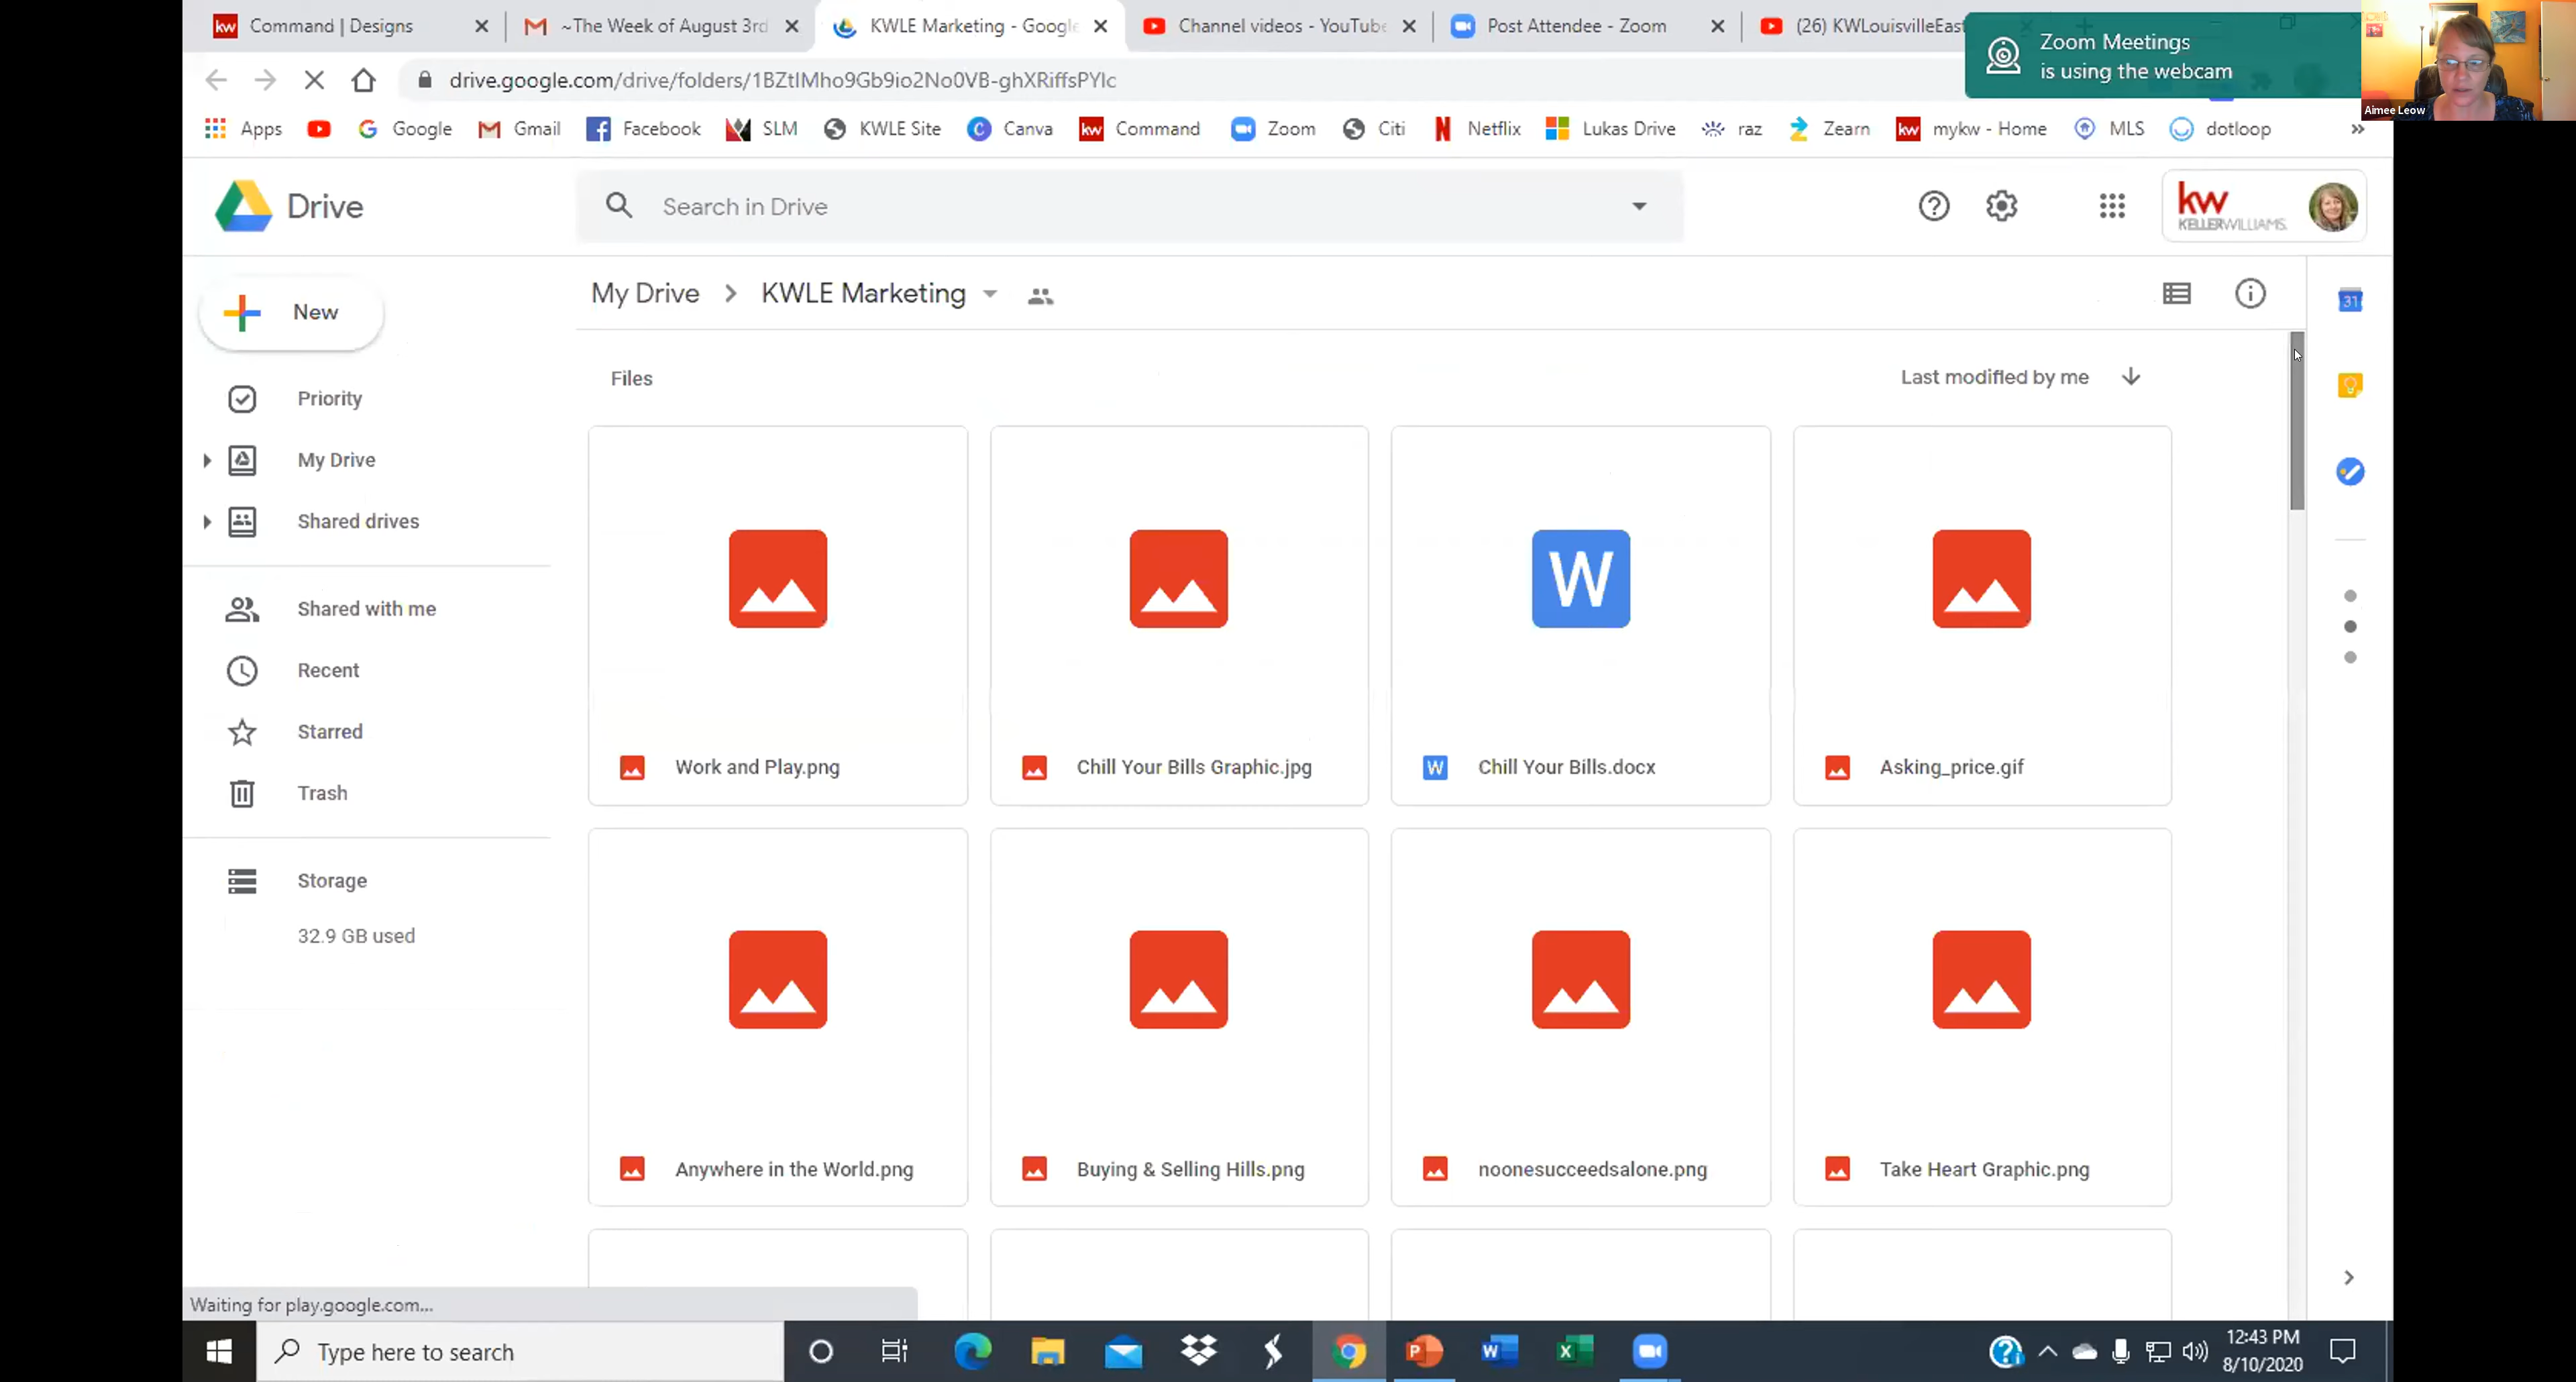 Command | Designs
~The Week of August 3rd
KWLE Marketing - Google
Channel videos - YouTube
Post Attendee - Zoom
(26) KWLouisvilleEast
Zoom Meetings
is using the webcam
Aimee Leow
drive.google.com/drive/folders/1BZtIMho9Gb9io2No0VB-ghXRiffsPYlc
Apps
Google
Gmail
Facebook
SLM
KWLE Site
Canva
Command
Zoom
Citi
Netflix
Lukas Drive
raz
Zearn
mykw - Home
MLS
dotloop
»
Drive
Search in Drive
kw
KELLERWILLIAMS.
New
My Drive > KWLE Marketing
31
Files
Last modified by me
Priority
My Drive
Shared drives
Shared with me
Recent
Starred
Trash
Storage
32.9 GB used
W
Work and Play.png
Chill Your Bills Graphic.jpg
W Chill Your Bills.docx
Asking_price.gif
Anywhere in the World.png
Buying & Selling Hills.png
noonesucceedsalone.png
Take Heart Graphic.png
Waiting for play.google.com...
Type here to search
12:43 PM
8/10/2020